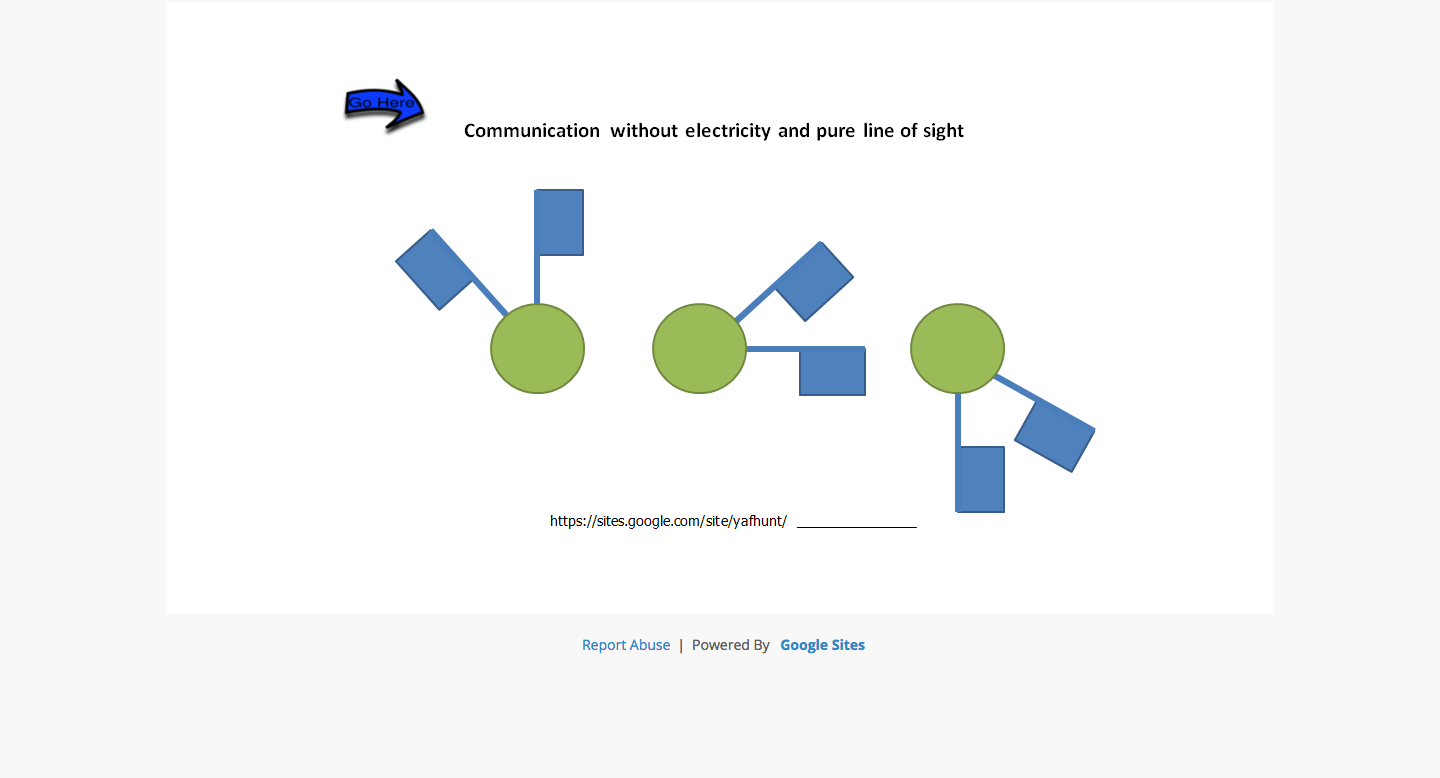 Go Here
Communication without electricity and pure line of sight
https://sites.google.com/site/yafhunt/ _______________
Report Abuse | Powered By Google Sites